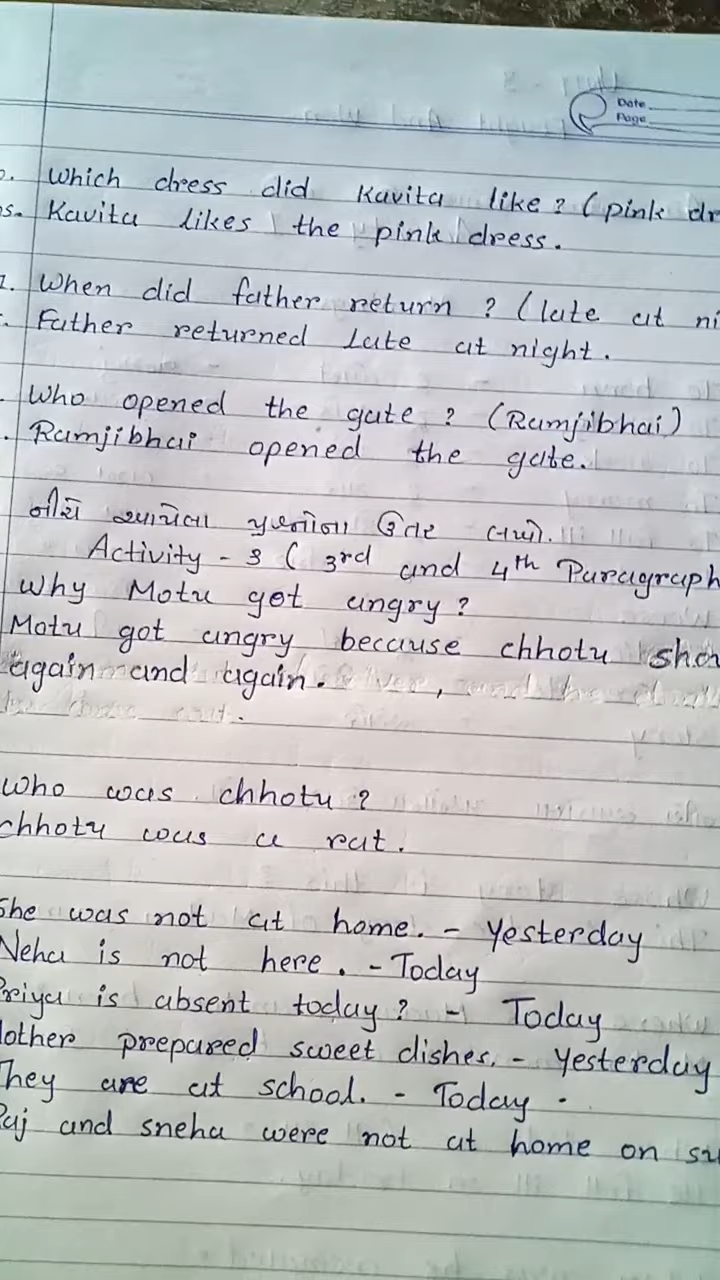 Date
Page
Which dress did Kavita like ? ( pink dr
s. Kavita likes the pink dress.
When did father return ? ( late at ni
Father returned Late at night.
Who opened the gate ? (Ramjibhai)
Ramjibhai opened the gate.
નીચે આપેલા પ્રશ્નોના ઉત્તર લખો.
Activity - 3 ( 3rd and 4th Paragraph
Why Motu got angry ?
Motu got angry because chhotu sho
again and again.
who was chhotu ?
chhotu was a rat.
She was not at home. - Yesterday
Neha is not here. - Today
Priya is absent today ? - Today
Mother prepared sweet dishes. - Yesterday
They are at school. - Today .
Raj and sneha were not at home on su